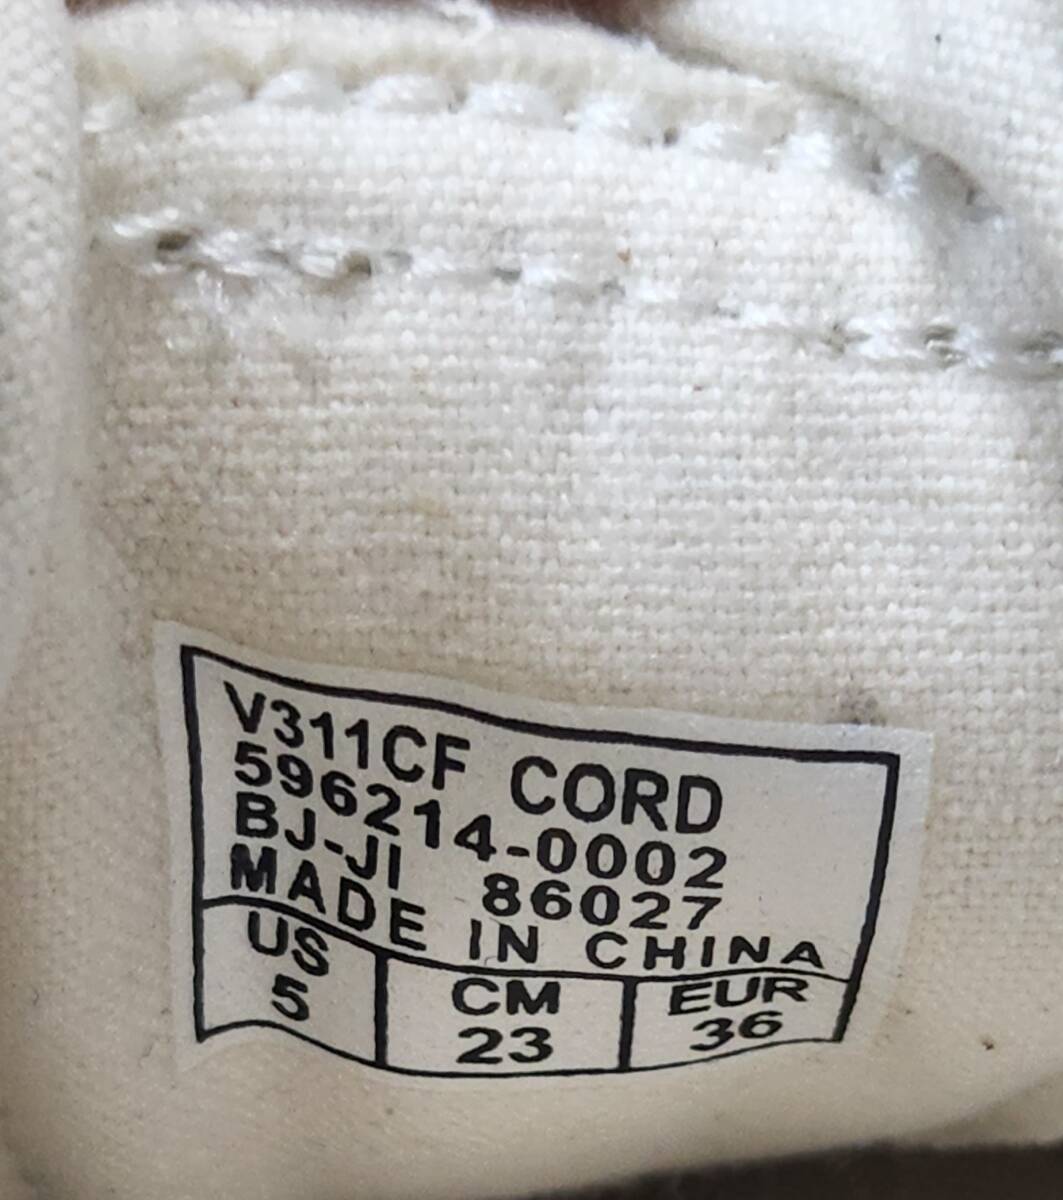 V311CF CORD
596214-0002
BJ-JI 86027
MADE IN CHINA
US CM EUR
5 23 36